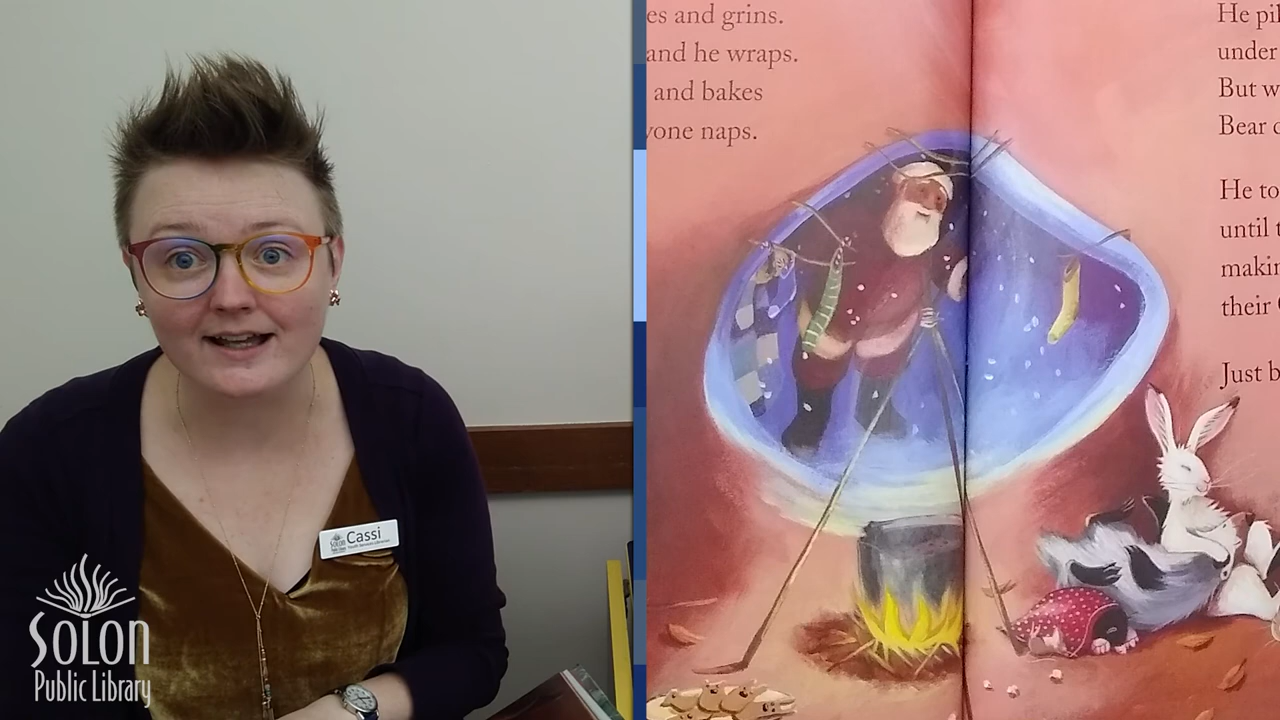 es and grins.
and he wraps.
and bakes
yone naps.
He pil
under
But w
Bear
He to
until
makin
their
Just b
Cassi
SOLON
Public Library